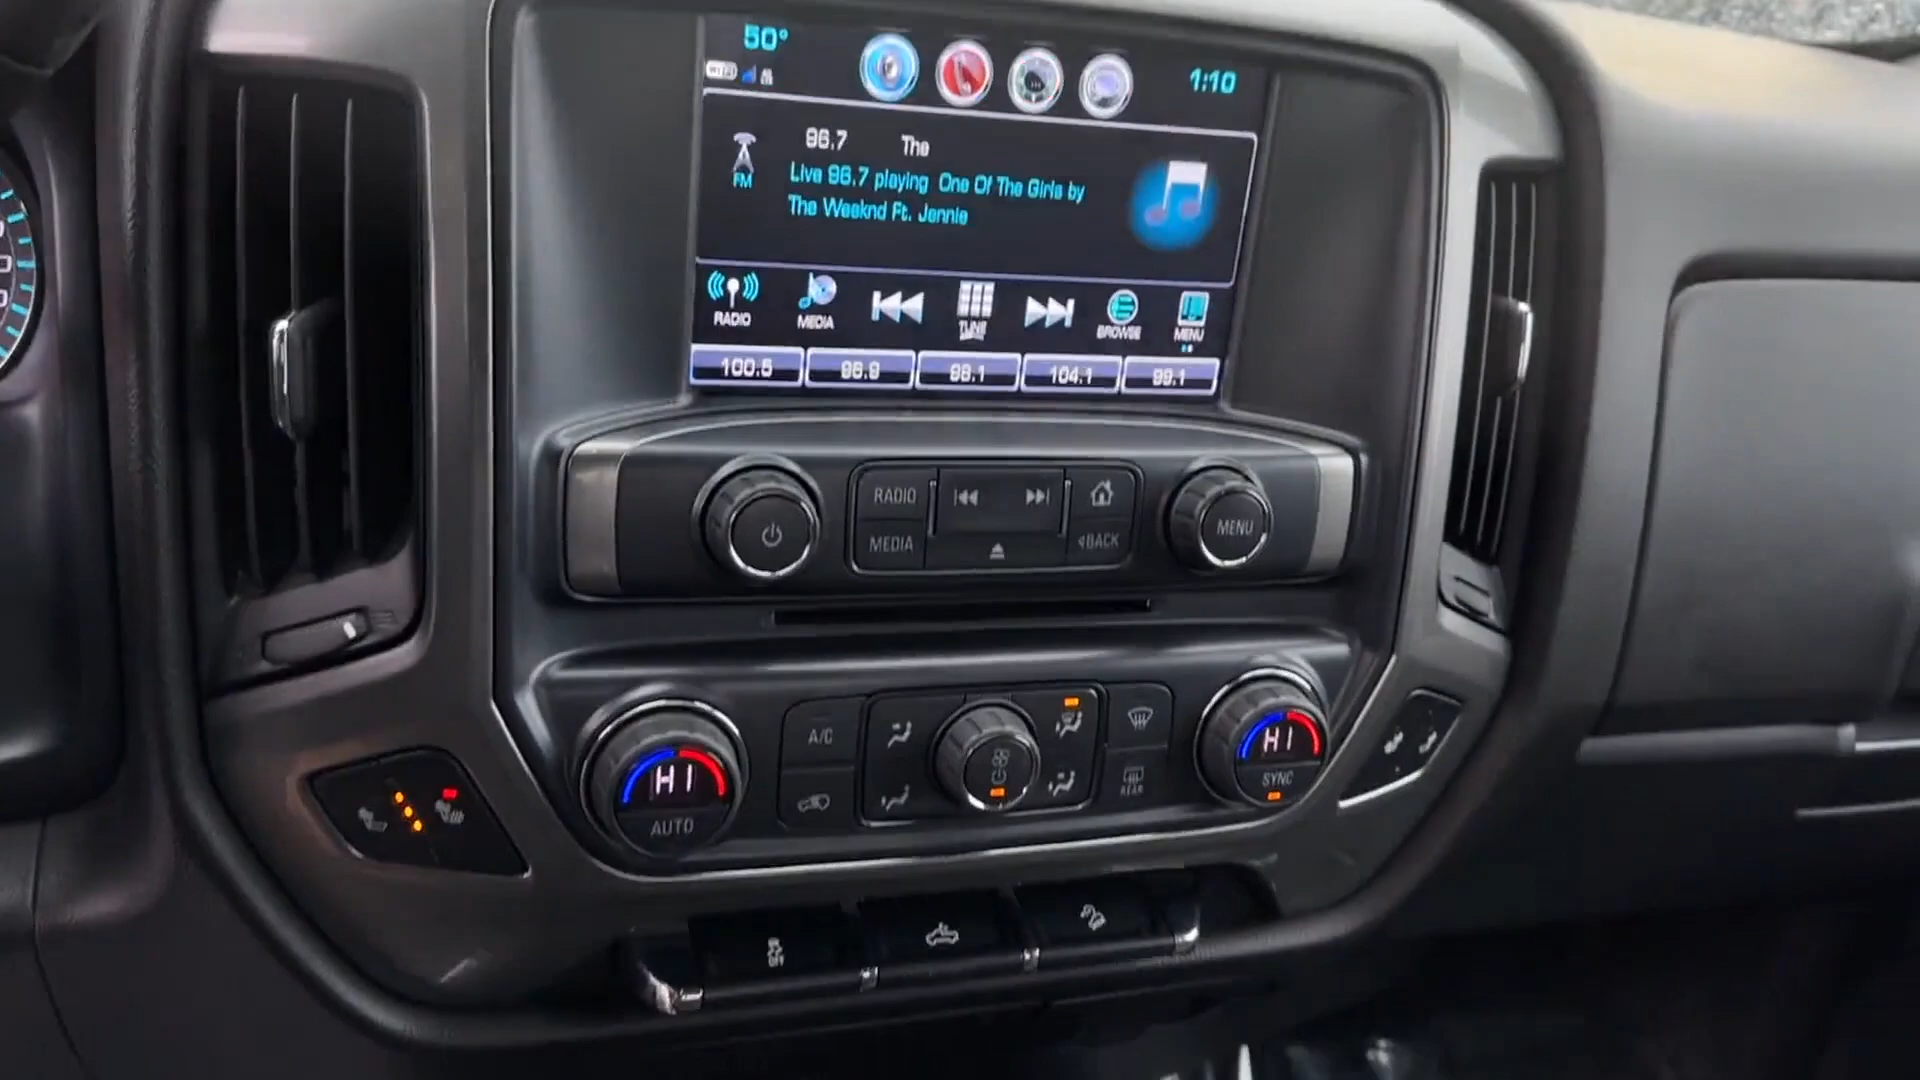 50°
1:10
96.7 The
FM
Live 96.7 playing One Of The Girls by
The Weeknd Ft. Jennie
RADIO MEDIA TUNE BROWSE MENU
100.5 96.9 98.1 104.1 99.1
RADIO
MEDIA
<BACK
MENU
HI
AUTO
A/C
REAR
HI
SYNC
OFF